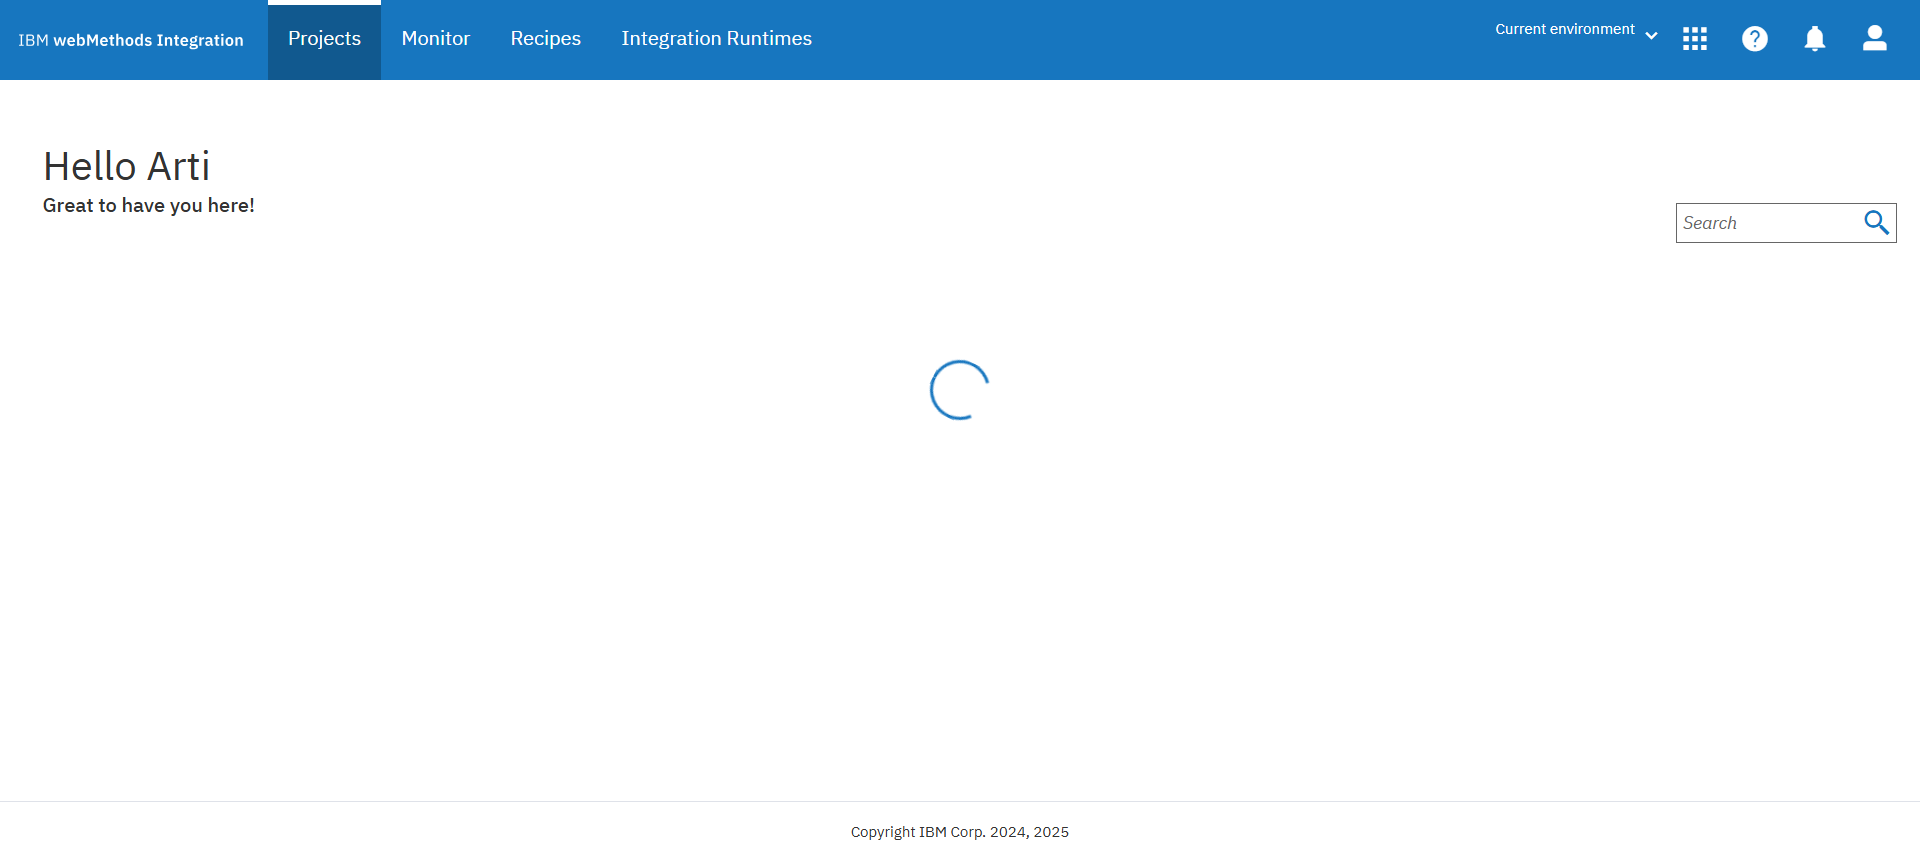 IBM webMethods Integration
Projects
Monitor
Recipes
Integration Runtimes
Current environment
Hello Arti
Great to have you here!
Search
Copyright IBM Corp. 2024, 2025